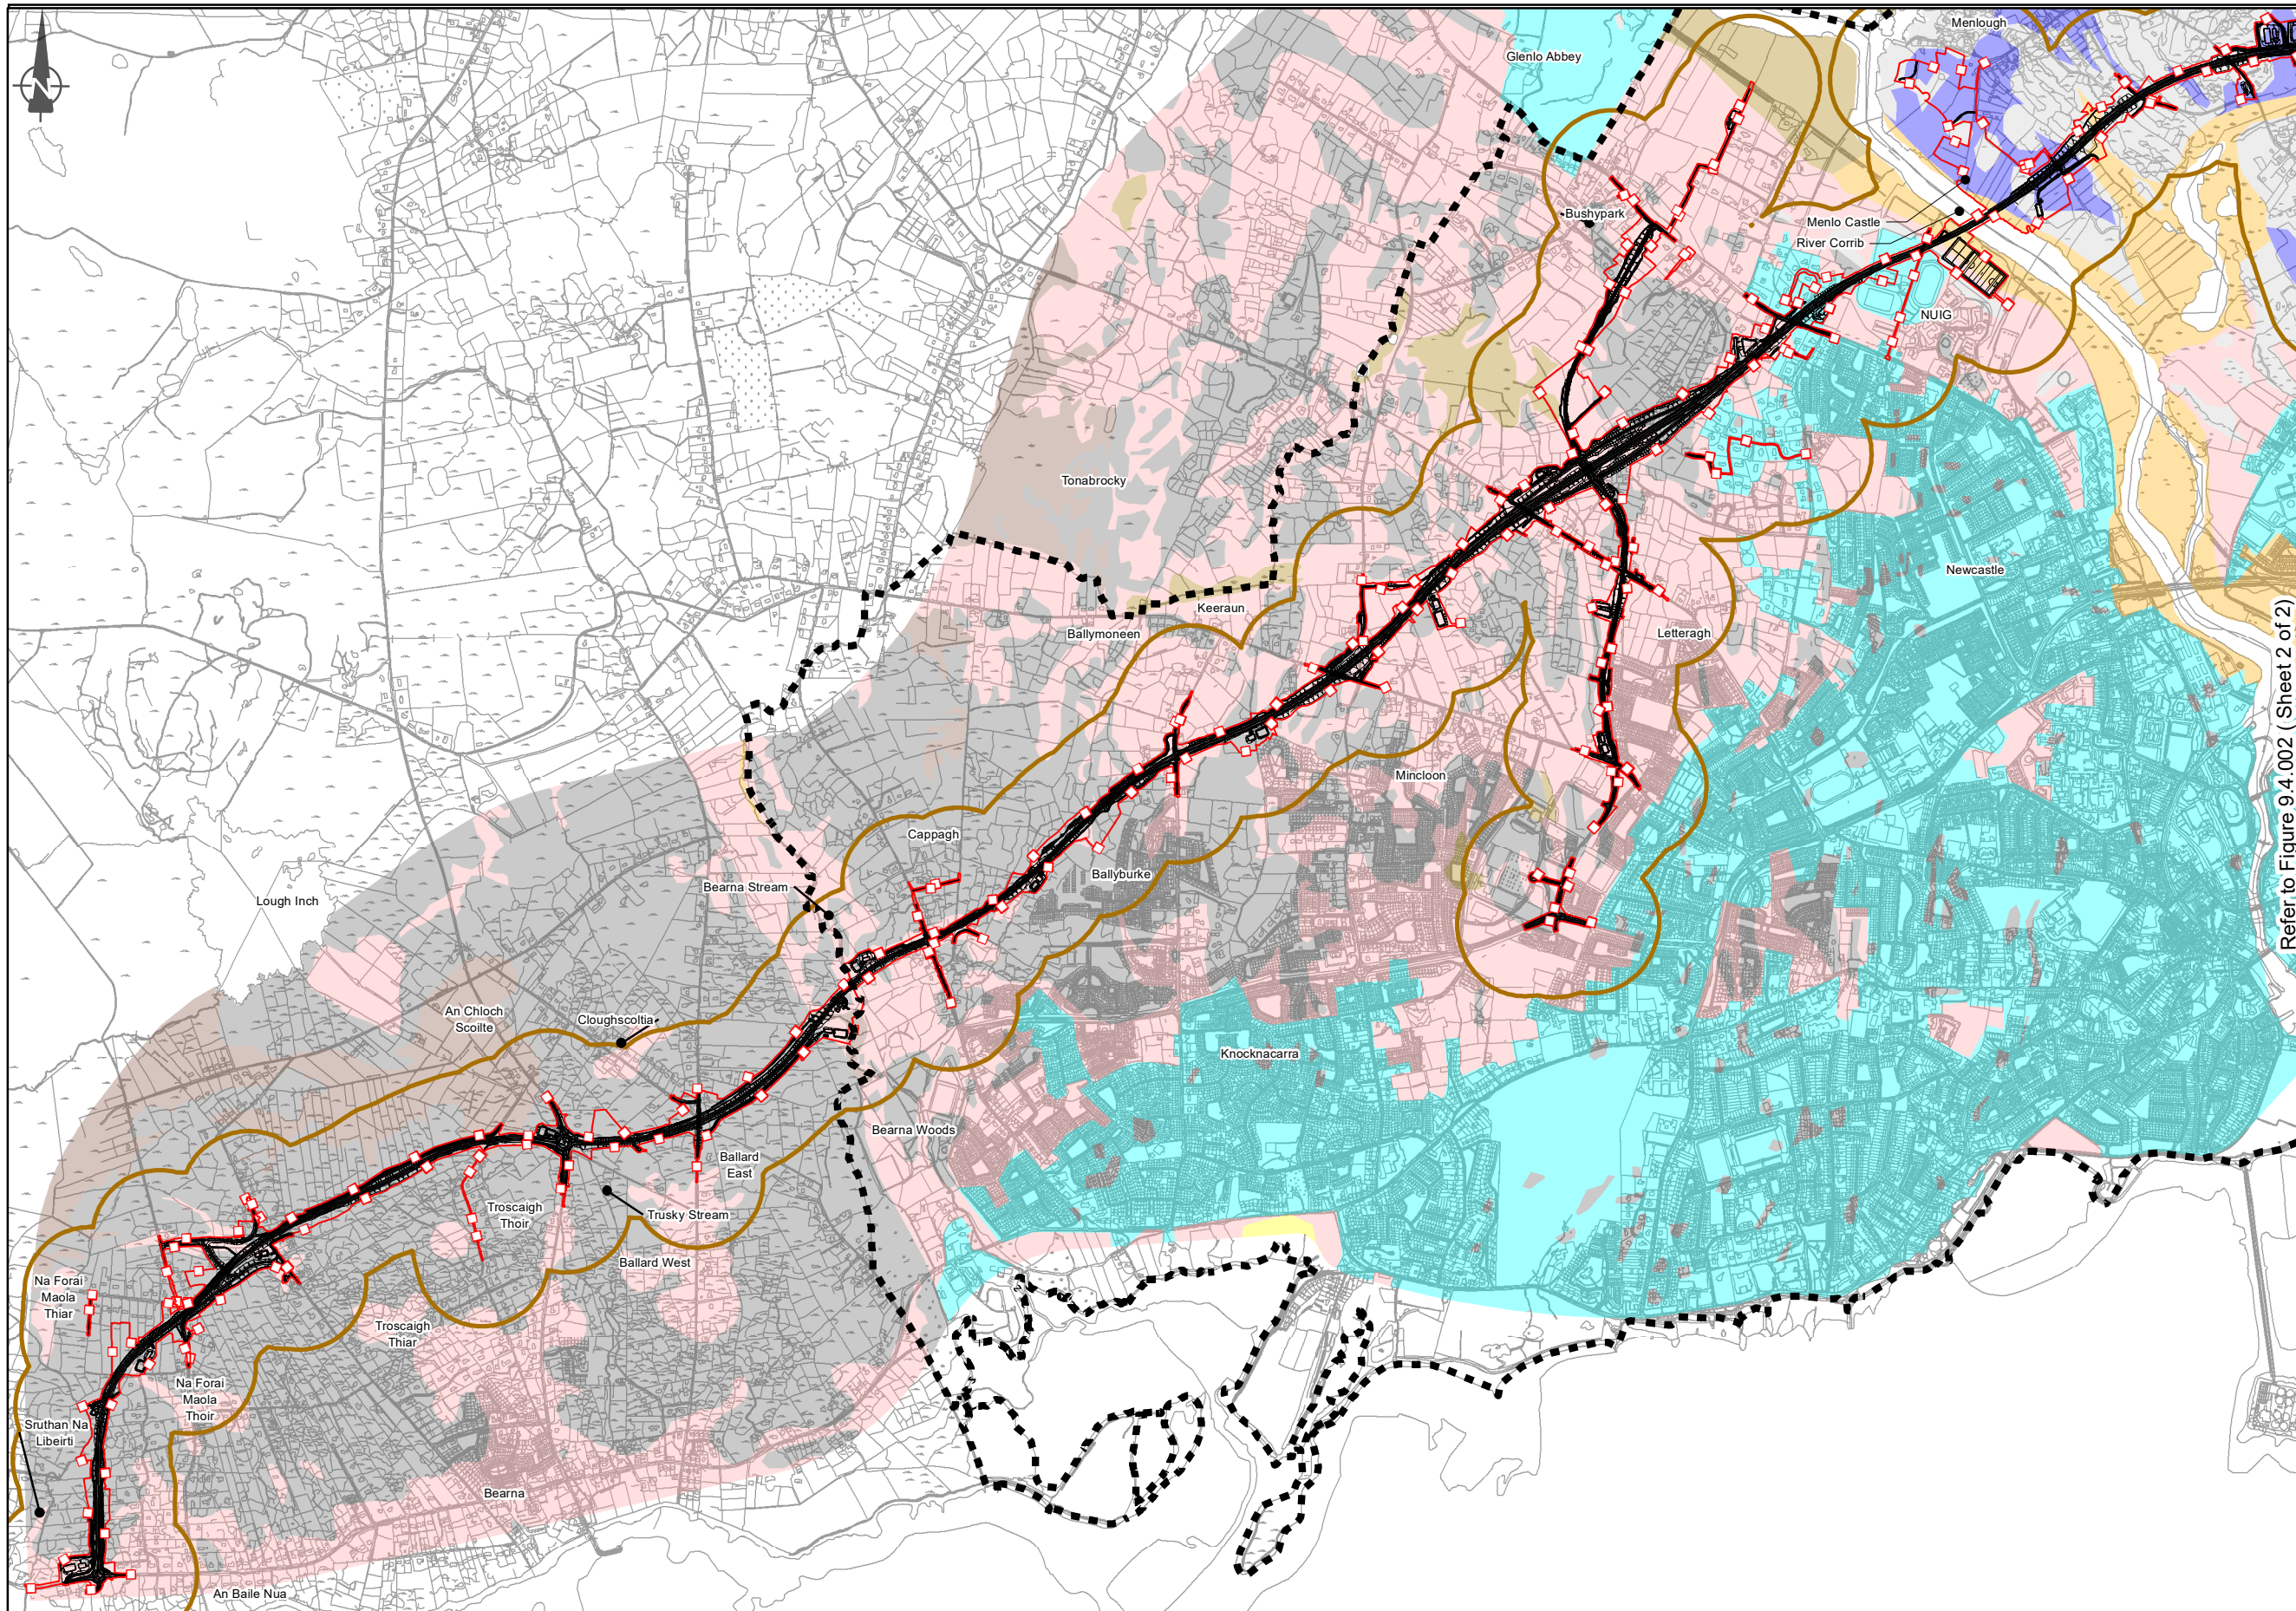 N
Menlough
Glenlo Abbey
Bushypark
Menlo Castle
River Corrib
NUIG
Tonabrocky
Newcastle
Keeraun
Ballymoneen
Letteragh
Mincloon
Cappagh
Ballyburke
Bearna Stream
Lough Inch
An Chloch
Scoilte
Cloughscoltia
Knocknacarra
Bearna Woods
Ballard
East
Troscaigh
Thoir
Trusky Stream
Ballard West
Na Forai
Maola
Thiar
Troscaigh
Thiar
Na Forai
Maola
Thoir
Sruthan Na
Libeirti
Bearna
An Baile Nua
Refer to Figure 9.4.002 ( Sheet 2 of 2)